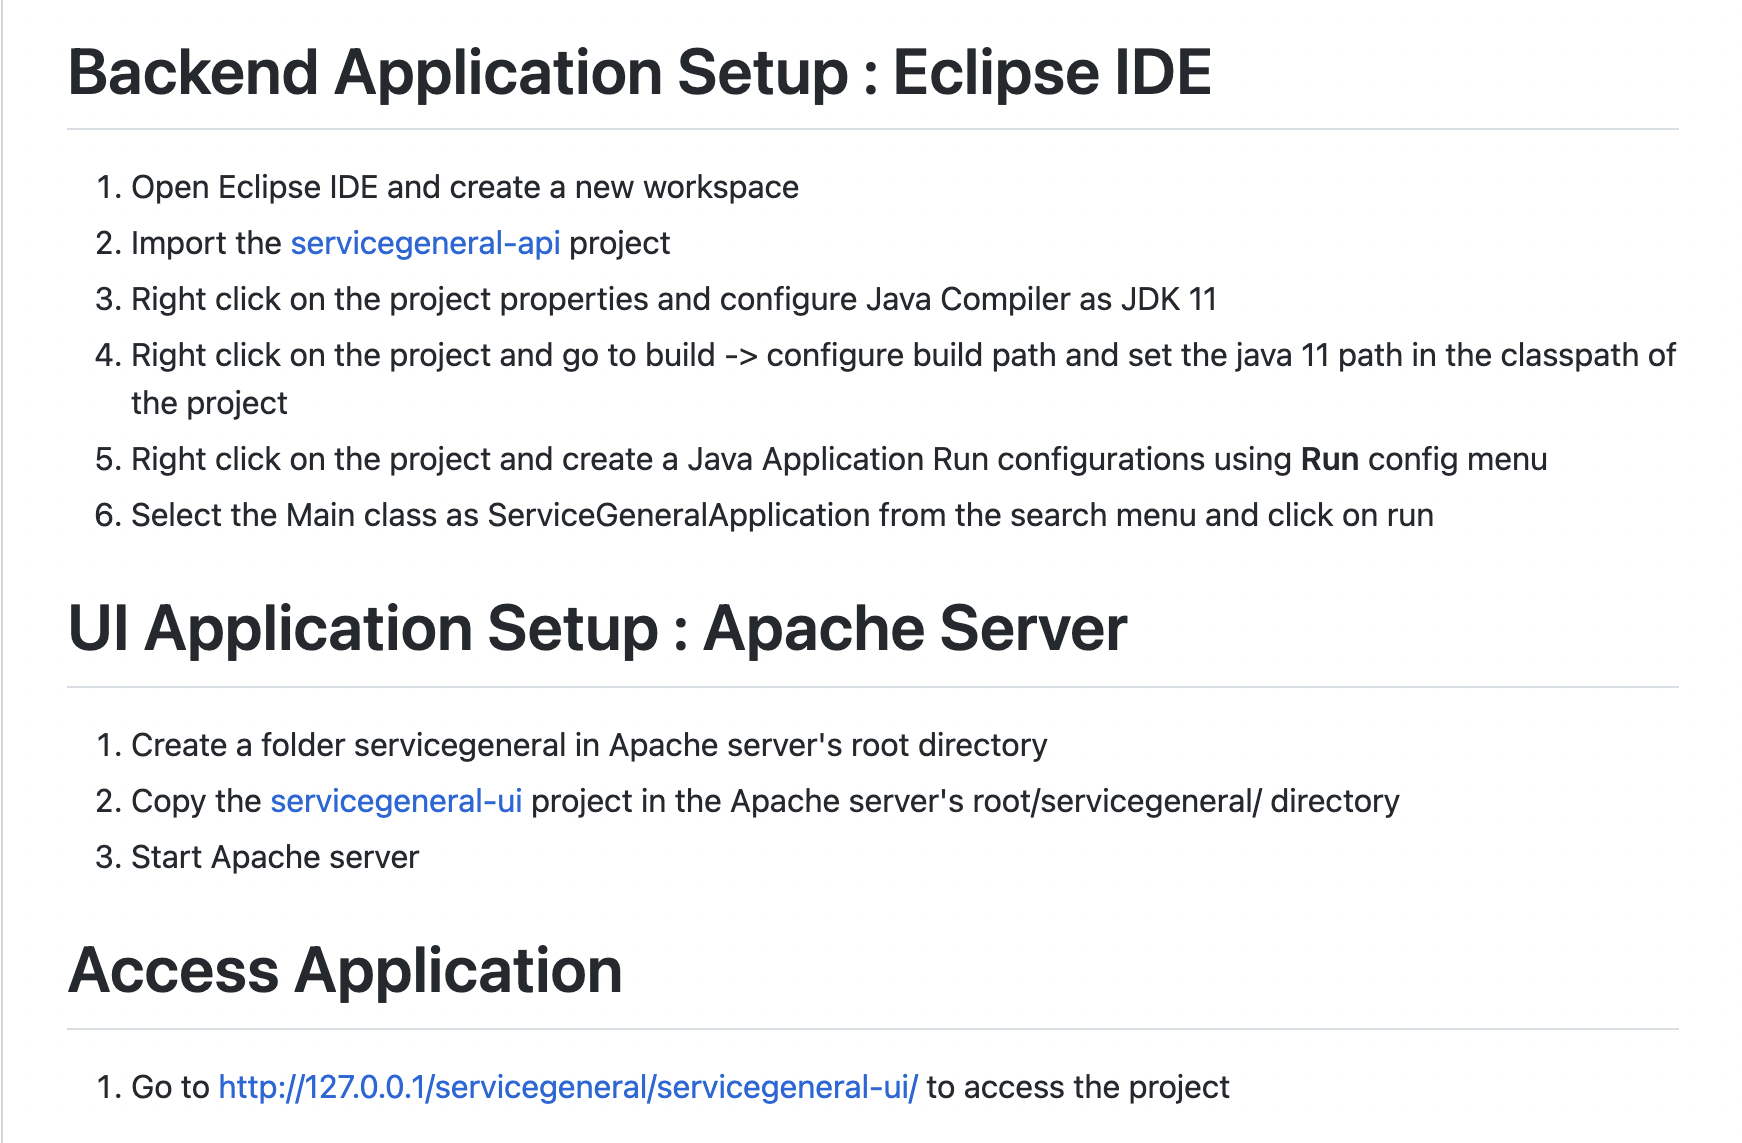 Backend Application Setup : Eclipse IDE
1. Open Eclipse IDE and create a new workspace
2. Import the servicegeneral-api project
3. Right click on the project properties and configure Java Compiler as JDK 11
4. Right click on the project and go to build -> configure build path and set the java 11 path in the classpath of
the project
5. Right click on the project and create a Java Application Run configurations using Run config menu
6. Select the Main class as ServiceGeneralApplication from the search menu and click on run
UI Application Setup : Apache Server
1. Create a folder servicegeneral in Apache server's root directory
2. Copy the servicegeneral-ui project in the Apache server's root/servicegeneral/ directory
3. Start Apache server
Access Application
1. Go to http://127.0.0.1/servicegeneral/servicegeneral-ui/ to access the project